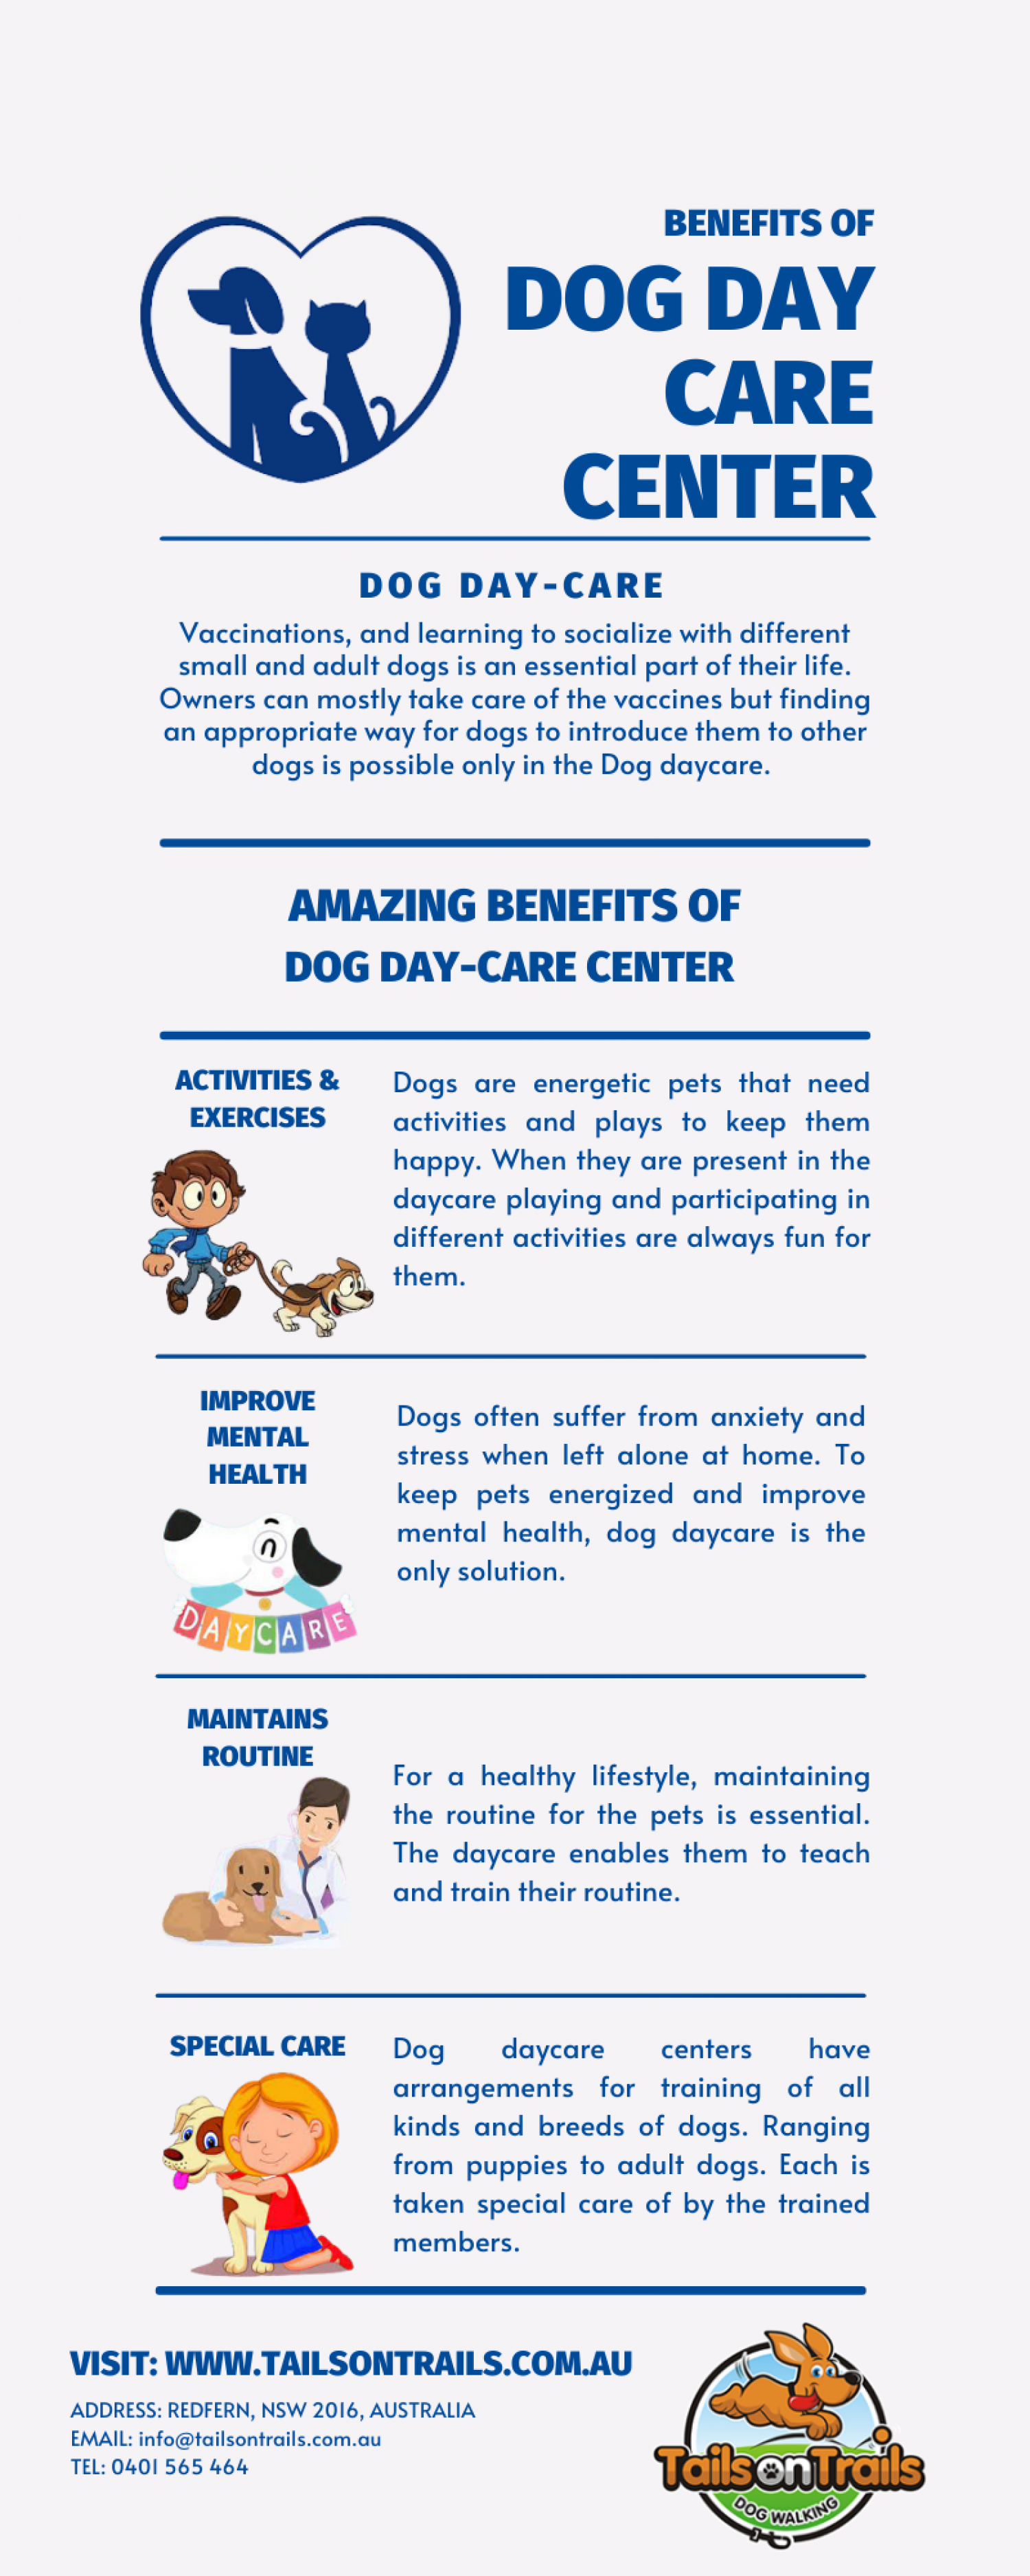 BENEFITS OF
DOG DAY
CARE
CENTER
DOG DAY-CARE
Vaccinations, and learning to socialize with different
small and adult dogs is an essential part of their life.
Owners can mostly take care of the vaccines but finding
an appropriate way for dogs to introduce them to other
dogs is possible only in the Dog daycare.
AMAZING BENEFITS OF
DOG DAY-CARE CENTER
ACTIVITIES &
EXERCISES
Dogs are energetic pets that need
activities and plays to keep them
happy. When they are present in the
daycare playing and participating in
different activities are always fun for
them.
IMPROVE
MENTAL
HEALTH
DAYCARE
Dogs often suffer from anxiety and
stress when left alone at home. To
keep pets energized and improve
mental health, dog daycare is the
only solution.
MAINTAINS
ROUTINE
For a healthy lifestyle, maintaining
the routine for the pets is essential.
The daycare enables them to teach
and train their routine.
SPECIAL CARE
Dog daycare centers have
arrangements for training of all
kinds and breeds of dogs. Ranging
from puppies to adult dogs. Each is
taken special care of by the trained
members.
VISIT: WWW.TAILSONTRAILS.COM.AU
ADDRESS: REDFERN, NSW 2016, AUSTRALIA
EMAIL: info@tailsontrails.com.au
TEL: 0401 565 464
Tails on Trails
DOG WALKING